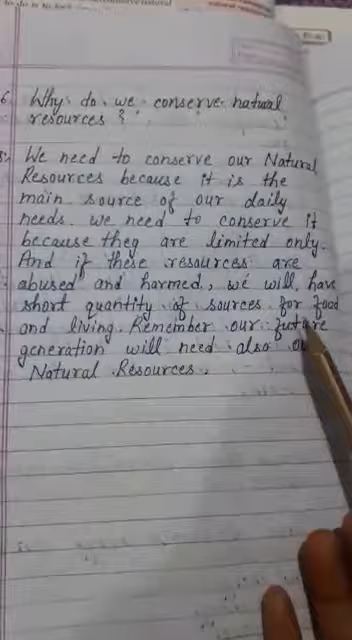 6. Why do we conserve natural
resources ?
We need to conserve our Natural
Resources because it is the
main source of our daily
needs. We need to conserve it
because they are limited only.
And if these resources are
abused and harmed, we will have
short quantity of sources for food
and living. Remember our future
generation will need also
Natural Resources.